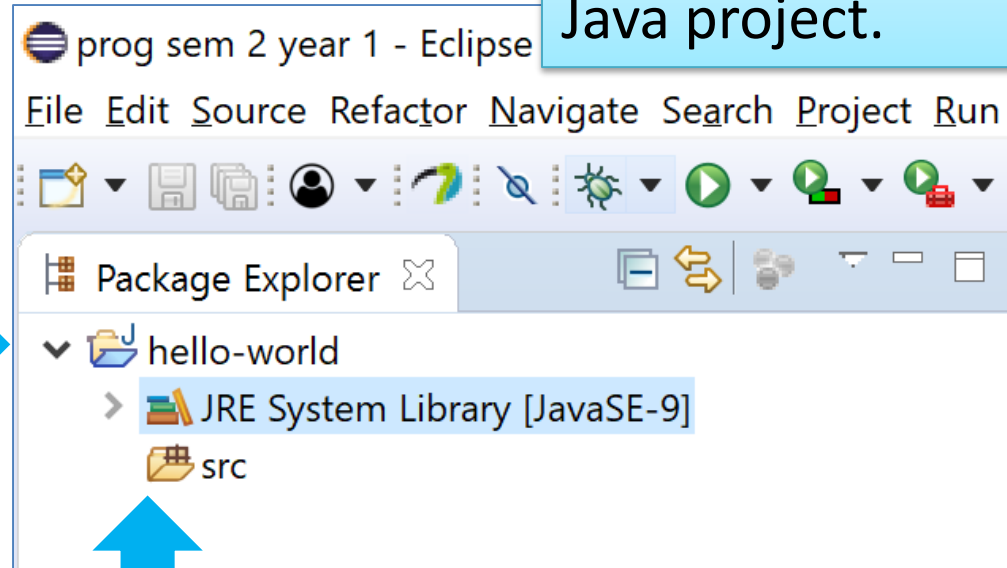 Java project.
prog sem 2 year 1 - Eclipse
File Edit Source Refactor Navigate Search Project Run
Package Explorer
hello-world
JRE System Library [JavaSE-9]
src